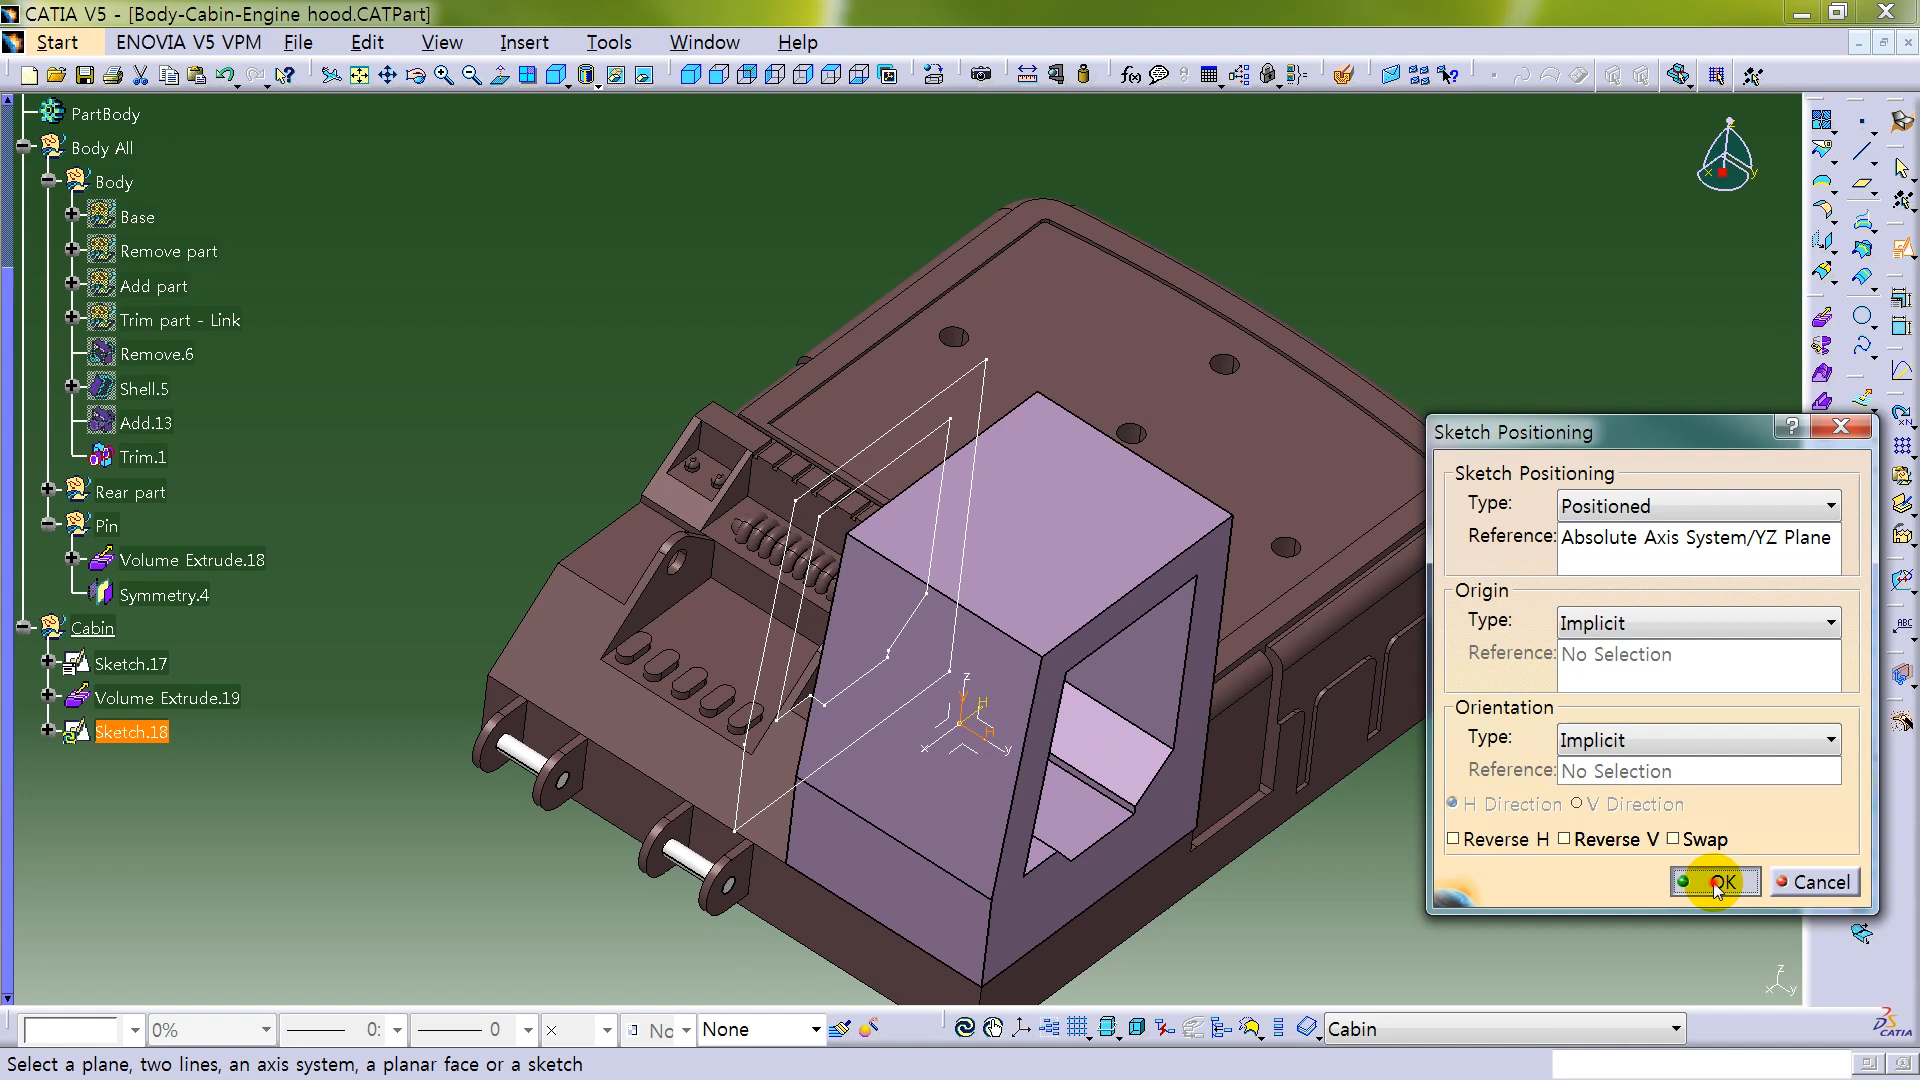 CATIA V5 - [Body-Cabin-Engine hood.CATPart]
Start ENOVIA V5 VPM File Edit View Insert Tools Window Help
PartBody
Body All
Body
Base
Remove part
Add part
Trim part - Link
Remove.6
Shell.5
Add.13
Trim.1
Rear part
Pin
Volume Extrude.18
Symmetry.4
Cabin
Sketch.17
Volume Extrude.19
Sketch.18
z
V
H
H
x
y
Sketch Positioning
Sketch Positioning
Type: Positioned
Reference: Absolute Axis System/YZ Plane
Origin
Type: Implicit
Reference: No Selection
Orientation
Type: Implicit
Reference: No Selection
H Direction V Direction
Reverse H Reverse V Swap
OK Cancel
z
x y
0% 0: 0 No None Cabin
CATIA
Select a plane, two lines, an axis system, a planar face or a sketch